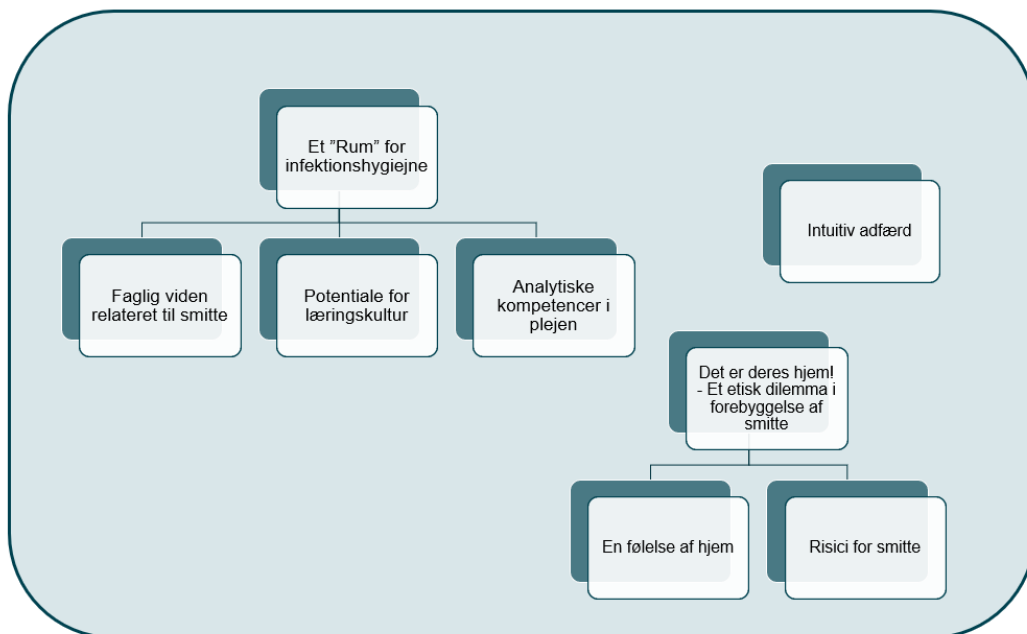 Et ”Rum” for
infektionshygiejne
Faglig viden
relateret til smitte
Potentiale for
læringskultur
Analytiske
kompetencer i
plejen
Intuitiv adfærd
Det er deres hjem!
- Et etisk dilemma i
forebyggelse af
smitte
En følelse af hjem
Risici for smitte